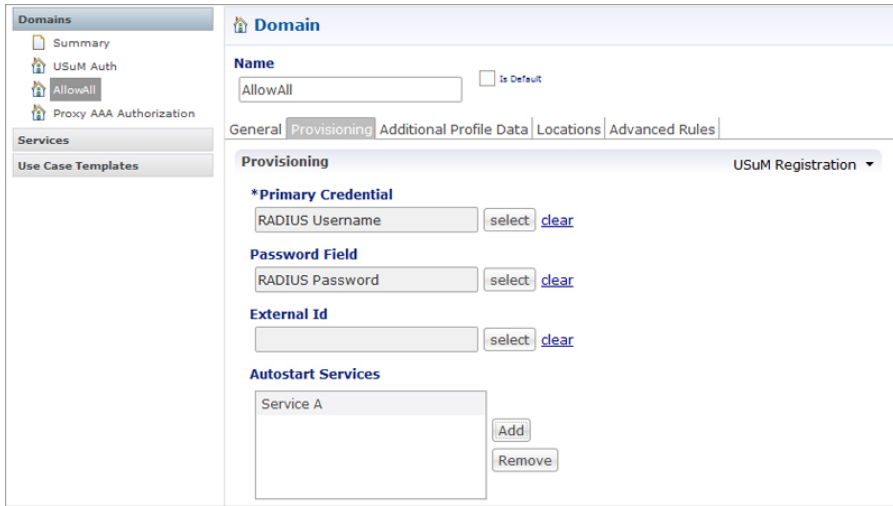 Domains
Summary
USuM Auth
AllowAll
Proxy AAA Authorization
Services
Use Case Templates
Domain
Name
AllowAll
Is Default
General Provisioning Additional Profile Data Locations Advanced Rules
Provisioning USuM Registration
*Primary Credential
RADIUS Username select clear
Password Field
RADIUS Password select clear
External Id
select clear
Autostart Services
Service A
Add
Remove